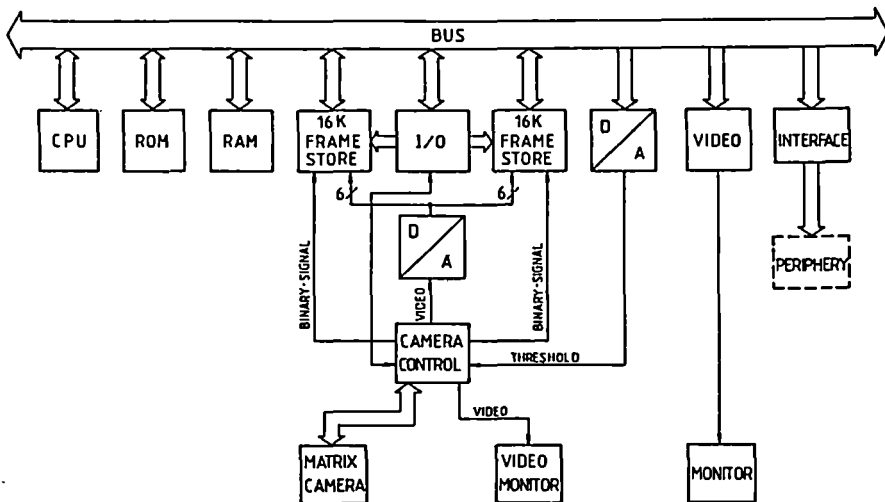 BUS
CPU
ROM
RAM
16K
FRAME
STORE
I/O
16K
FRAME
STORE
D
A
VIDEO
INTERFACE
6
6
D
A
PERIPHERY
BINARY-SIGNAL
VIDEO
BINARY-SIGNAL
CAMERA
CONTROL
THRESHOLD
VIDEO
MATRIX
CAMERA
VIDEO
MONITOR
MONITOR